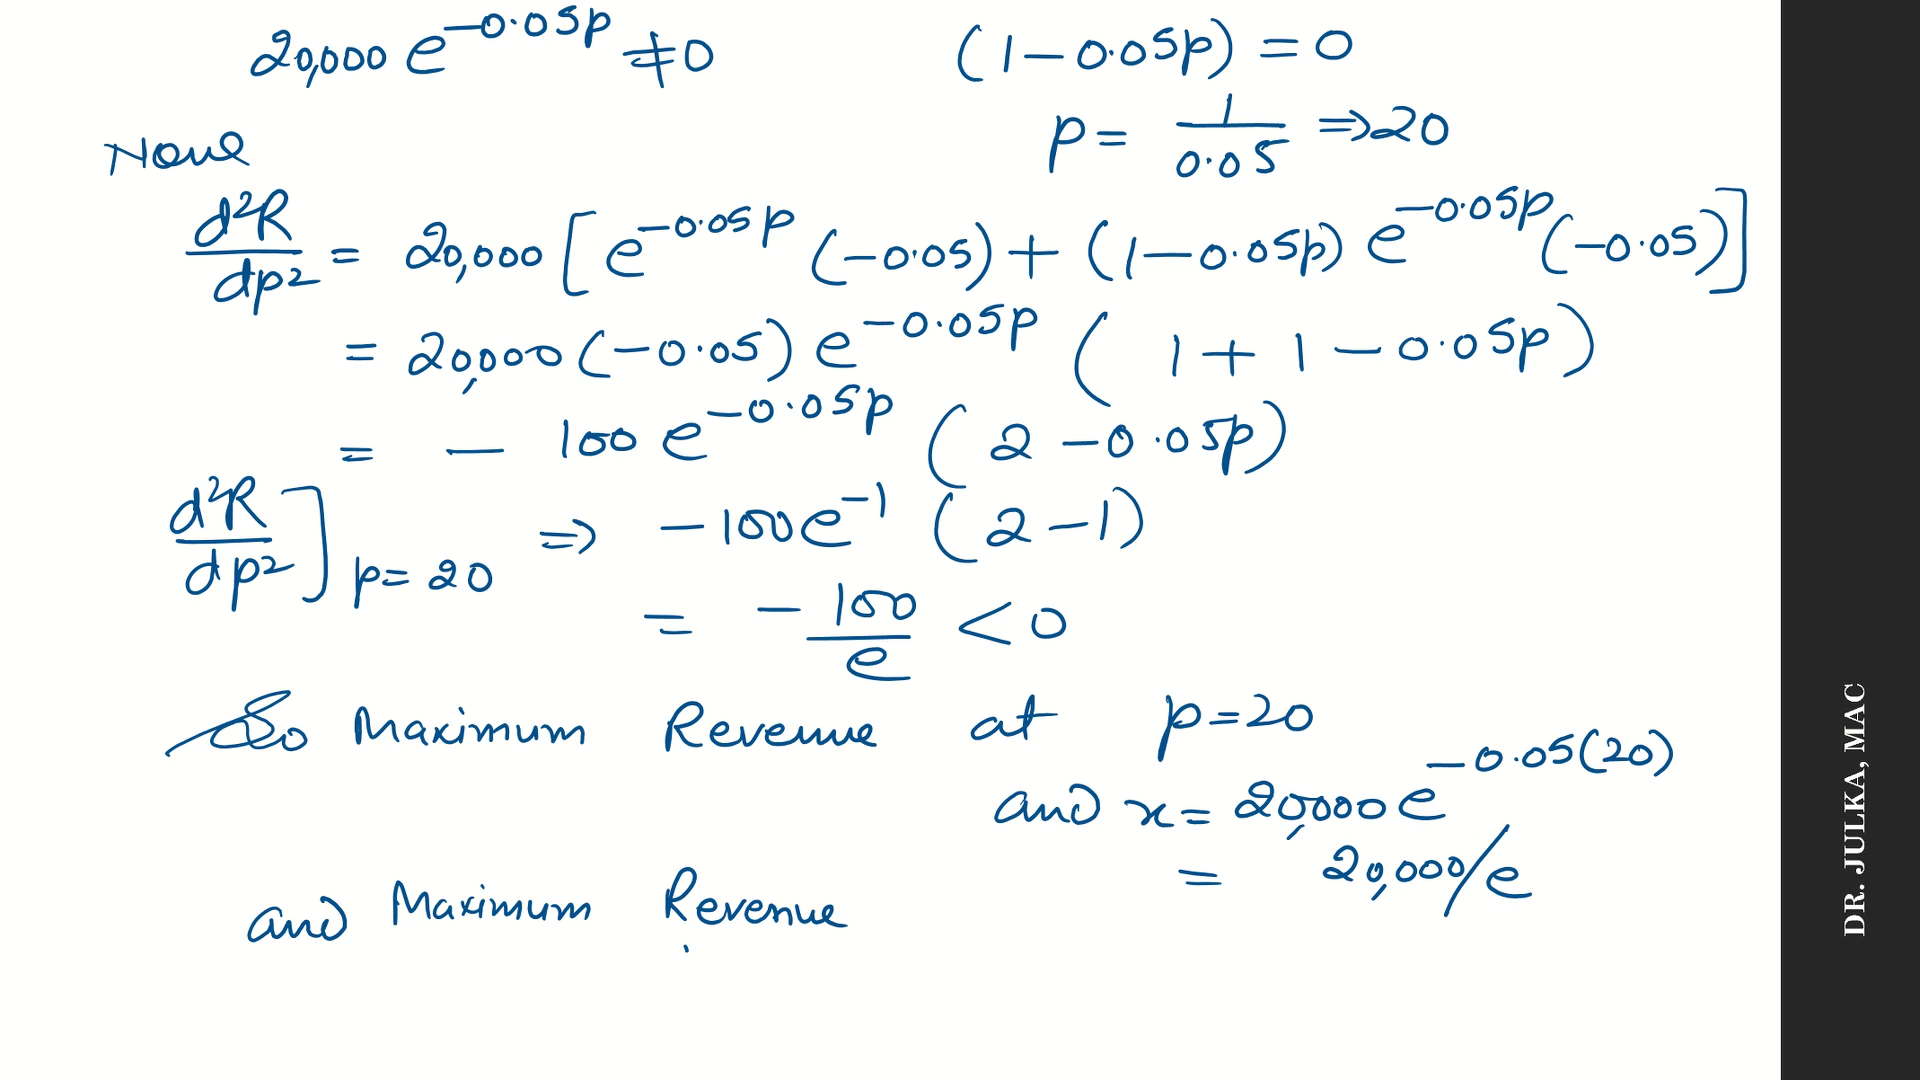 20,000 e^{-0.05p} ≠ 0 (1-0.05p) = 0
p = 1/0.05 ⇒ 20
d²R/dp² = 20,000 [ e^{-0.05p} (-0.05) + (1-0.05p) e^{-0.05p} (-0.05) ]
= 20,000 (-0.05) e^{-0.05p} ( 1 + 1 - 0.05p )
= - 100 e^{-0.05p} ( 2 - 0.05p )
d²R/dp² ] p = 20 ⇒ - 100 e^{-1} ( 2 - 1 )
= - 100/e < 0
So Maximum Revenue at p = 20
and x = 20,000 e^{-0.05(20)}
= 20,000/e
and Maximum Revenue
DR. JULKA, MAC